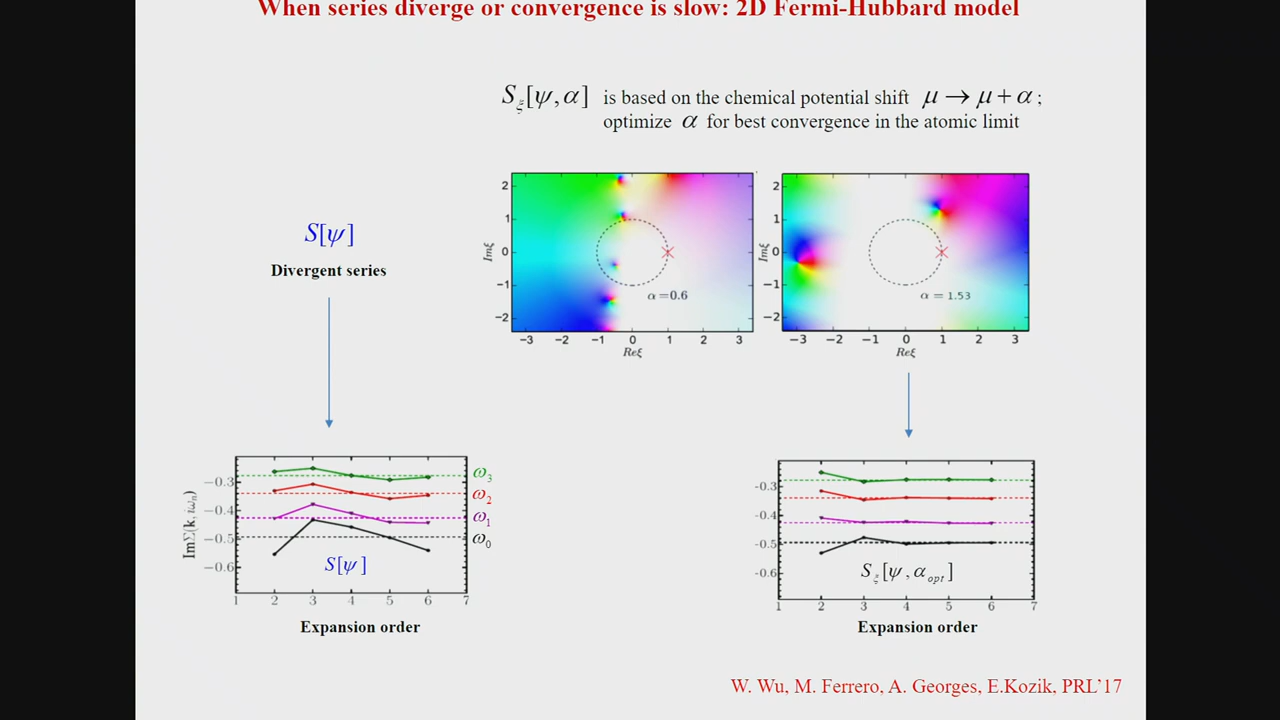 When series diverge or convergence is slow: 2D Fermi-Hubbard model
S_ξ[ψ,α] is based on the chemical potential shift μ → μ + α ;
optimize α for best convergence in the atomic limit
S[ψ]
Divergent series
2
1
0
−1
−2
Imξ
α=0.6
−3 −2 −1 0 1 2 3
Reξ
2
1
0
−1
−2
Imξ
α = 1.53
−3 −2 −1 0 1 2 3
Reξ
ImΣ(k, iω_n)
−0.3
−0.4
−0.5
−0.6
ω_3
ω_2
ω_1
ω_0
S[ψ]
1 2 3 4 5 6 7
Expansion order
-0.3
-0.4
-0.5
-0.6
S_ξ[ψ, α_opt]
1 2 3 4 5 6 7
Expansion order
W. Wu, M. Ferrero, A. Georges, E.Kozik, PRL’17